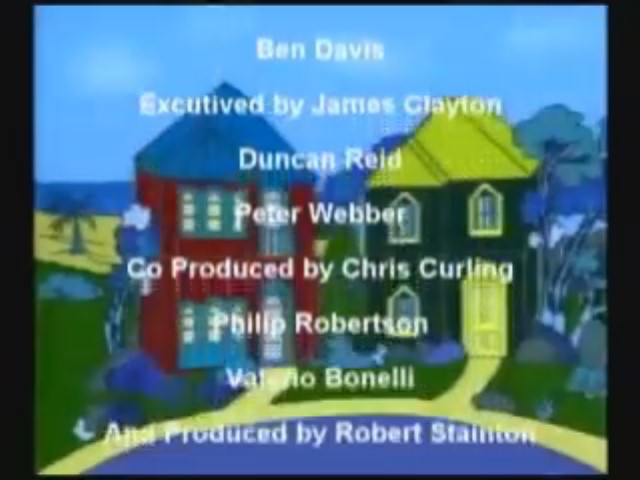 Ben Davis
Excutived by James Clayton
Duncan Reid
Peter Webber
Co Produced by Chris Curling
Philip Robertson
Valerio Bonelli
And Produced by Robert Stainton